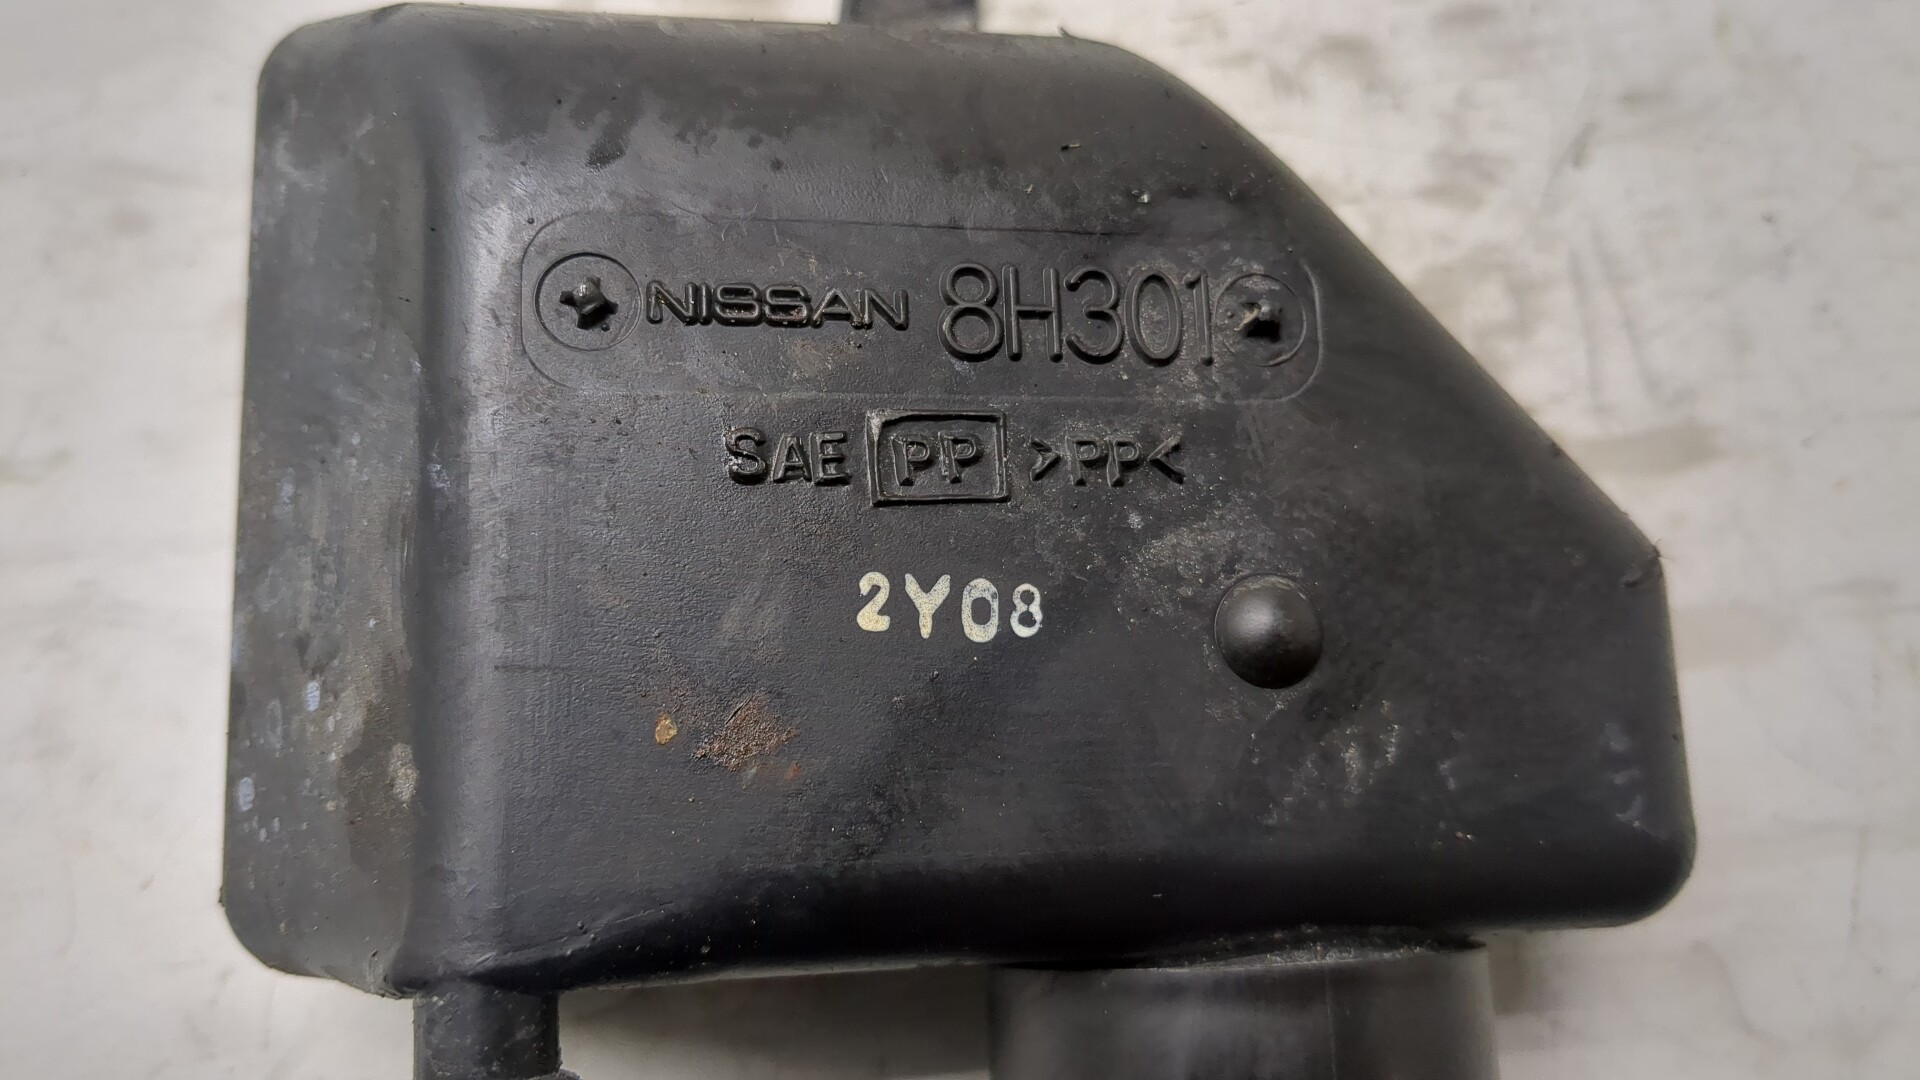 NISSAN 8H301
SAE PP >PP<
2Y08